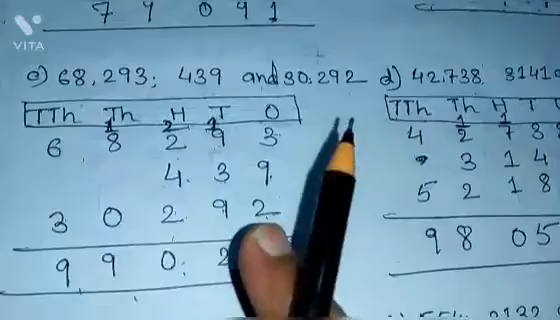 7 4 0 9 1
VITA
c) 68,293; 439 and 30,292 d) 42,738
TTh Th H T O TTh Th H T
1 2 1 1 1
6 8 2 9 3 4 2 7 3 8
4 3 9 3 1 4
3 0 2 9 2 5 2 1 8
9 9 0 2 9 8 0 5